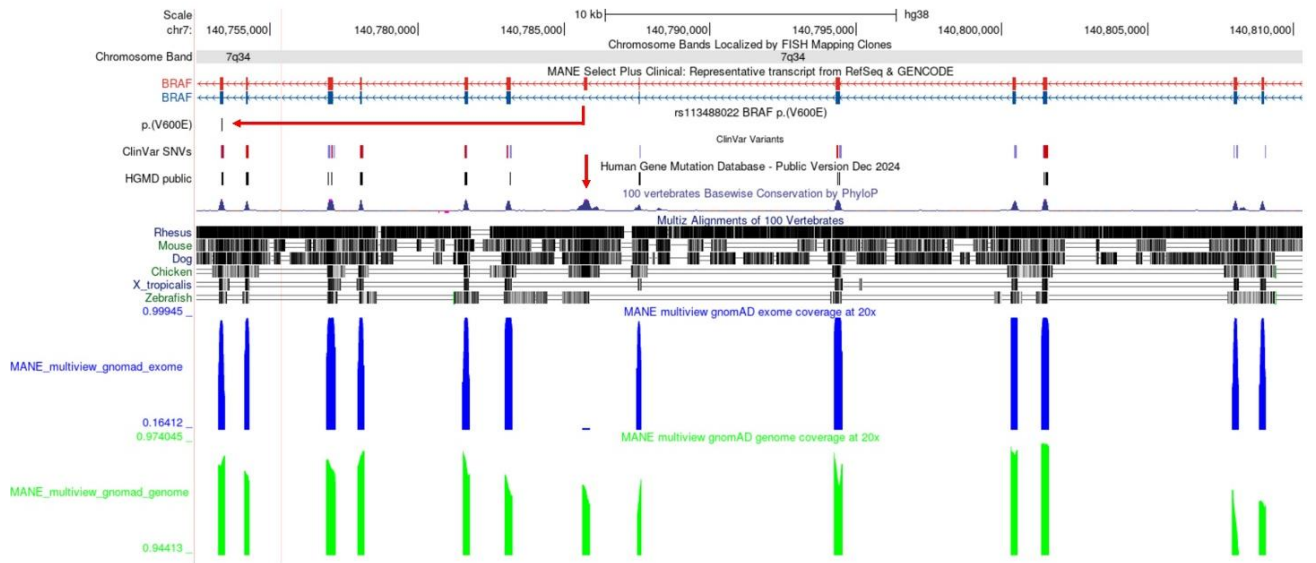 Scale 10 kb hg38
chr7: 140,755,000 140,780,000 140,785,000 140,790,000 140,795,000 140,800,000 140,805,000 140,810,000
Chromosome Bands Localized by FISH Mapping Clones
Chromosome Band 7q34 7q34
MANE Select Plus Clinical: Representative transcript from RefSeq & GENCODE
BRAF
BRAF
rs113488022 BRAF p.(V600E)
p.(V600E)
ClinVar Variants
ClinVar SNVs
Human Gene Mutation Database - Public Version Dec 2024
HGMD public
100 vertebrates Basewise Conservation by PhyloP
Multiz Alignments of 100 Vertebrates
Rhesus
Mouse
Dog
Chicken
X_tropicalis
Zebrafish
0.99945 _ MANE multiview gnomAD exome coverage at 20x
MANE_multiview_gnomad_exome
0.16412 _
0.974045 _ MANE multiview gnomAD genome coverage at 20x
MANE_multiview_gnomad_genome
0.94413 _